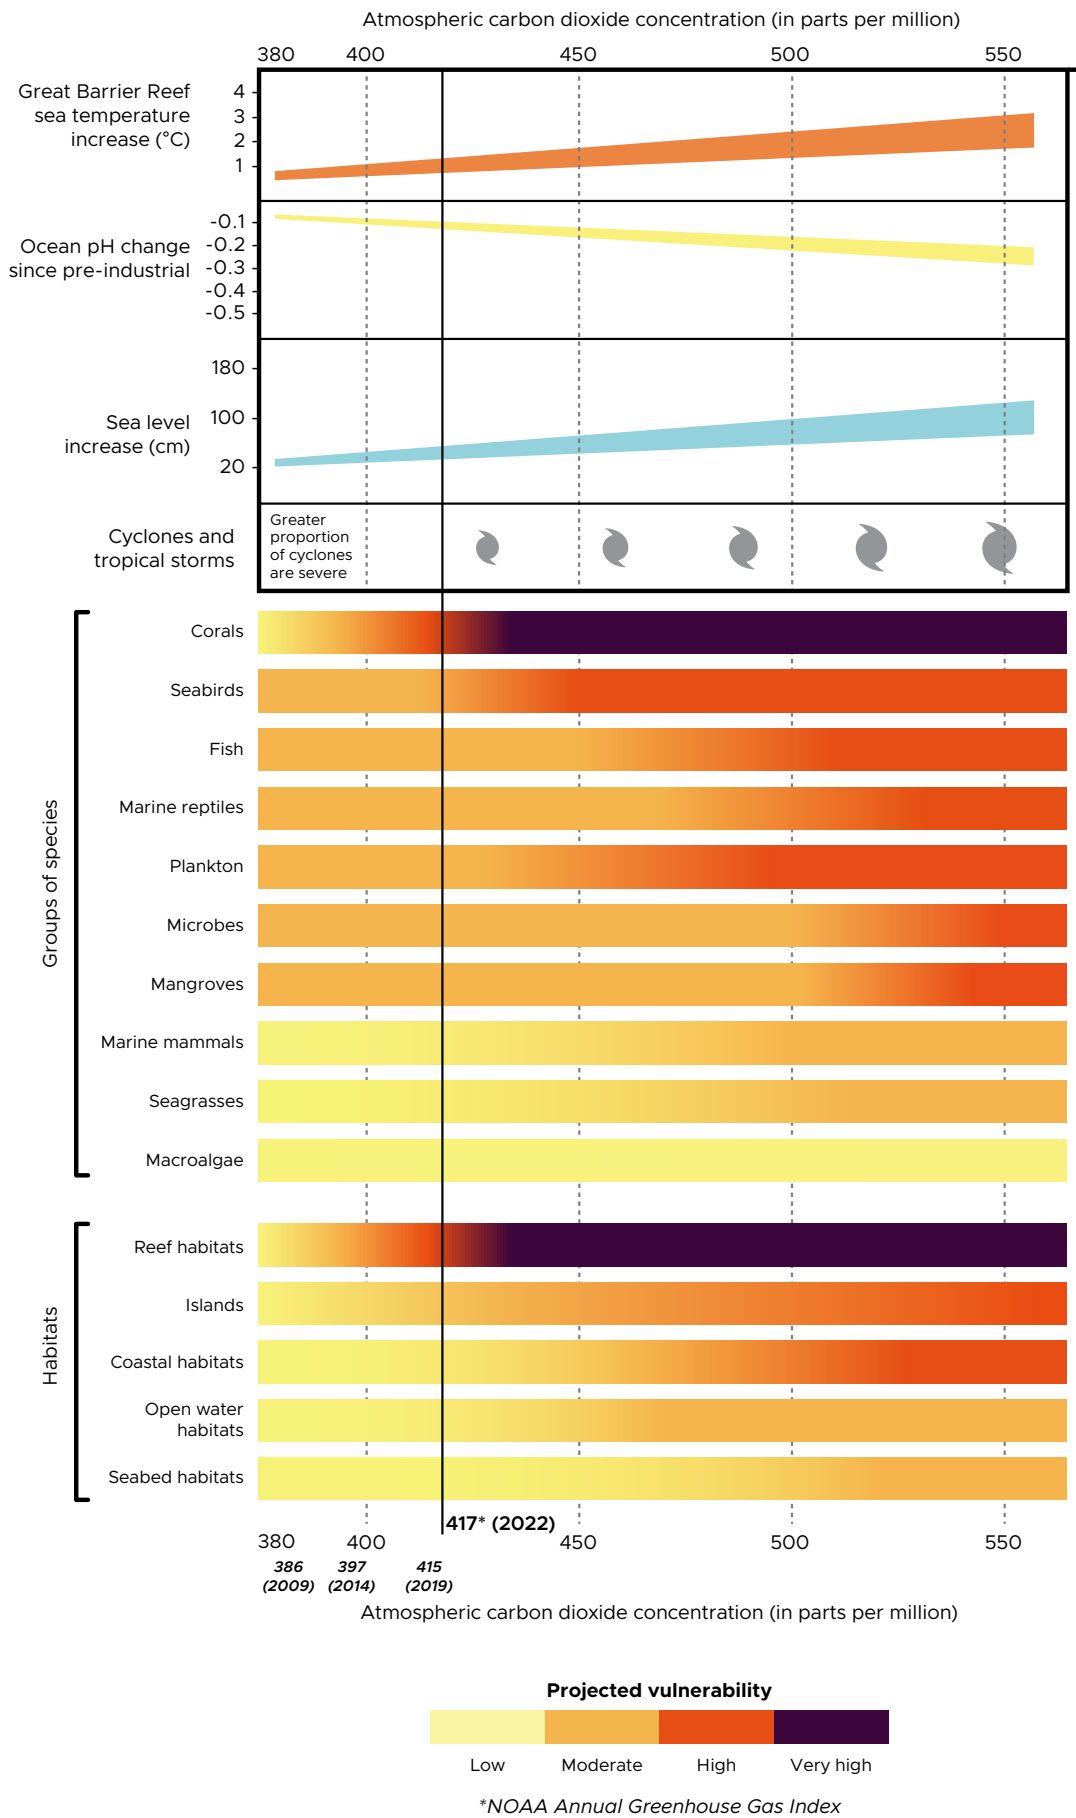 Atmospheric carbon dioxide concentration (in parts per million)
380 400 450 500 550
Great Barrier Reef
sea temperature
increase (°C)
4
3
2
1
Ocean pH change
since pre-industrial
-0.1
-0.2
-0.3
-0.4
-0.5
Sea level
increase (cm)
180
100
20
Cyclones and
tropical storms
Greater
proportion
of cyclones
are severe
Groups of species
Corals
Seabirds
Fish
Marine reptiles
Plankton
Microbes
Mangroves
Marine mammals
Seagrasses
Macroalgae
Habitats
Reef habitats
Islands
Coastal habitats
Open water
habitats
Seabed habitats
417* (2022)
380 400 450 500 550
386 397 415
(2009) (2014) (2019)
Atmospheric carbon dioxide concentration (in parts per million)
Projected vulnerability
Low Moderate High Very high
*NOAA Annual Greenhouse Gas Index